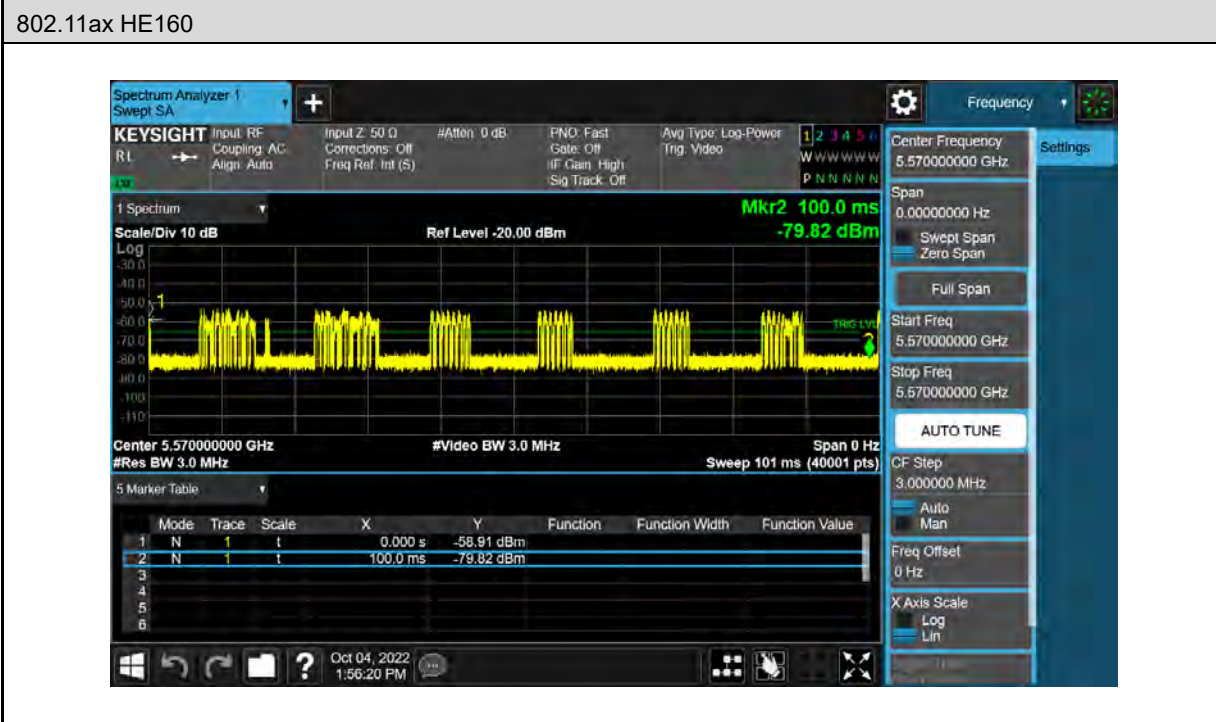 802.11ax HE160
Spectrum Analyzer 1
Swept SA
+
Frequency
KEYSIGHT
RL
Input: RF
Coupling: AC
Align: Auto
Input Z: 50 Ω
Corrections: Off
Freq Ref: Int (S)
#Atten: 0 dB
PNO: Fast
Gate: Off
IF Gain: High
Sig Track: Off
Avg Type: Log-Power
Trig: Video
1 2 3 4 5 6
W W W W W W
P N N N N N
LXI
1 Spectrum
Scale/Div 10 dB
Ref Level -20.00 dBm
Mkr2 100.0 ms
-79.82 dBm
Log
-30.0
-40.0
-50.0
-60.0
-70.0
-80.0
-90.0
-100
-110
1
TRIG LVL
2
Center 5.570000000 GHz
#Video BW 3.0 MHz
Span 0 Hz
#Res BW 3.0 MHz
Sweep 101 ms (40001 pts)
5 Marker Table
Mode Trace Scale X Y Function Function Width Function Value
1 N 1 t 0.000 s -58.91 dBm
2 N 1 t 100.0 ms -79.82 dBm
3
4
5
6
Center Frequency
5.570000000 GHz
Settings
Span
0.00000000 Hz
Swept Span
Zero Span
Full Span
Start Freq
5.570000000 GHz
Stop Freq
5.570000000 GHz
AUTO TUNE
CF Step
3.000000 MHz
Auto
Man
Freq Offset
0 Hz
X Axis Scale
Log
Lin
?
Oct 04, 2022
1:56:20 PM